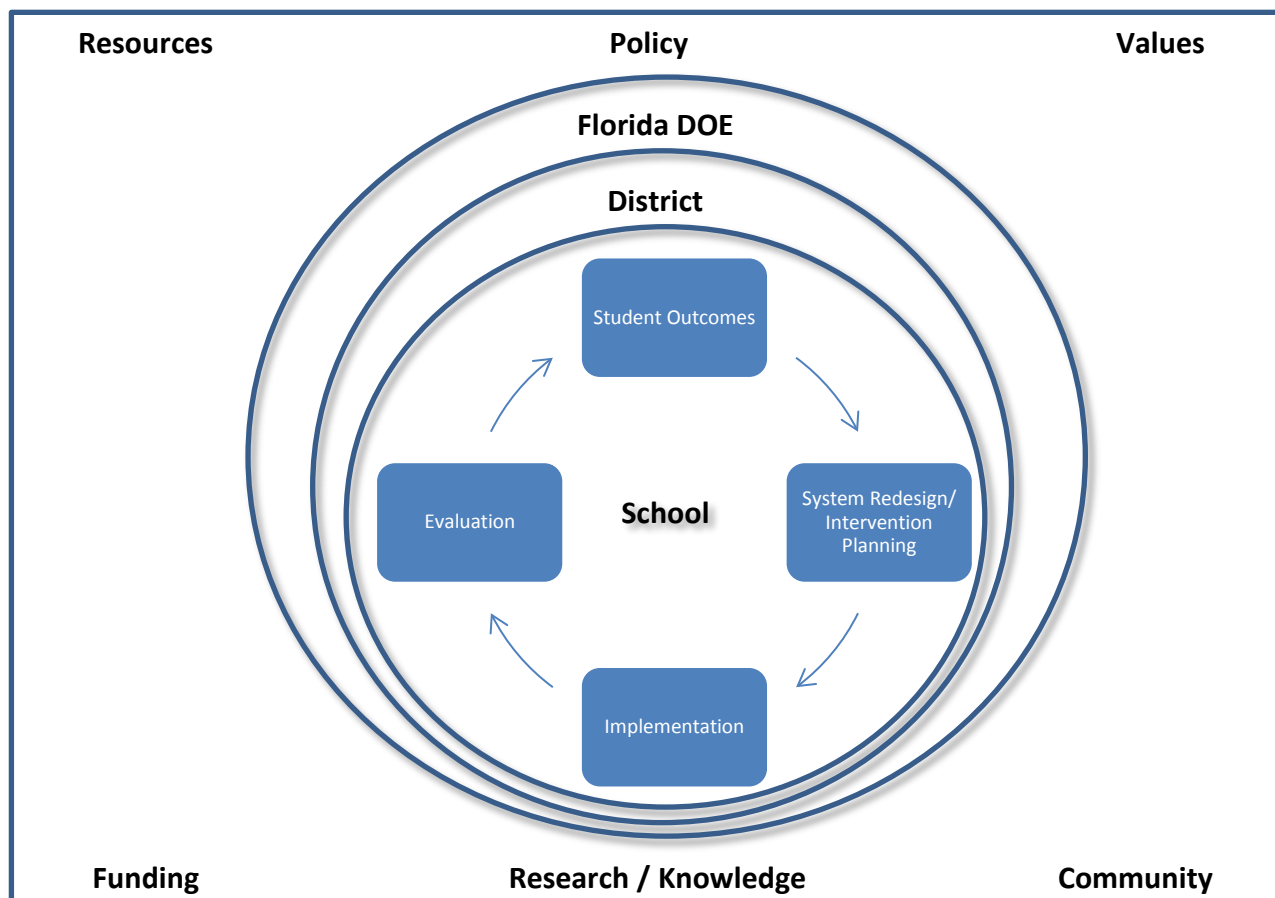 Resources
Policy
Values
Florida DOE
District
Student Outcomes
Evaluation
School
System Redesign/
Intervention
Planning
Implementation
Funding
Research / Knowledge
Community